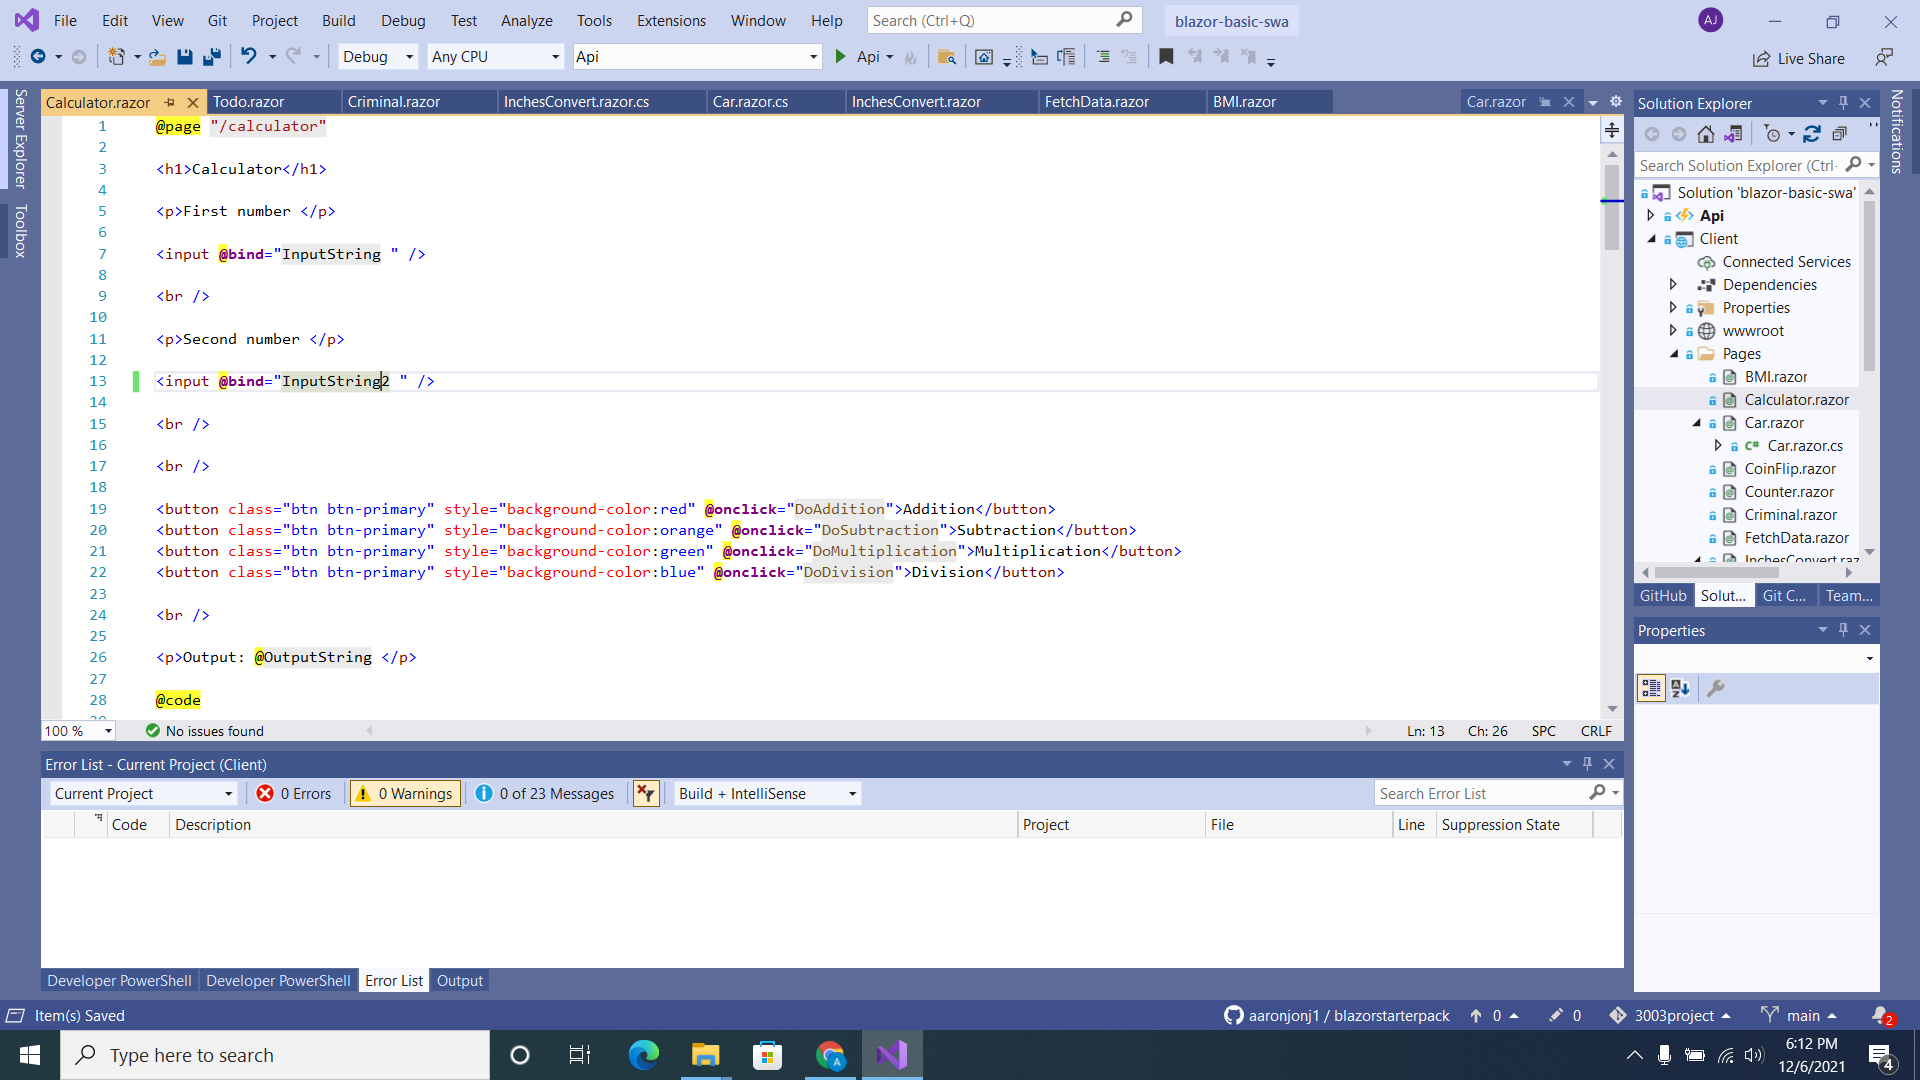 File Edit View Git Project Build Debug Test Analyze Tools Extensions Window Help Search (Ctrl+Q) blazor-basic-swa AJ
Debug Any CPU Api Api Live Share
Server Explorer
Toolbox
Calculator.razor Todo.razor Criminal.razor InchesConvert.razor.cs Car.razor.cs InchesConvert.razor FetchData.razor BMI.razor Car.razor
1 @page "/calculator"
2
3 <h1>Calculator</h1>
4
5 <p>First number </p>
6
7 <input @bind="InputString " />
8
9 <br />
10
11 <p>Second number </p>
12
13 <input @bind="InputString2 " />
14
15 <br />
16
17 <br />
18
19 <button class="btn btn-primary" style="background-color:red" @onclick="DoAddition">Addition</button>
20 <button class="btn btn-primary" style="background-color:orange" @onclick="DoSubtraction">Subtraction</button>
21 <button class="btn btn-primary" style="background-color:green" @onclick="DoMultiplication">Multiplication</button>
22 <button class="btn btn-primary" style="background-color:blue" @onclick="DoDivision">Division</button>
23
24 <br />
25
26 <p>Output: @OutputString </p>
27
28 @code
100 % No issues found Ln: 13 Ch: 26 SPC CRLF
Error List - Current Project (Client)
Current Project 0 Errors 0 Warnings 0 of 23 Messages Build + IntelliSense Search Error List
Code Description Project File Line Suppression State
Developer PowerShell Developer PowerShell Error List Output
Solution Explorer
Search Solution Explorer (Ctrl-
Solution 'blazor-basic-swa'
Api
Client
Connected Services
Dependencies
Properties
wwwroot
Pages
BMI.razor
Calculator.razor
Car.razor
C# Car.razor.cs
CoinFlip.razor
Counter.razor
Criminal.razor
FetchData.razor
InchesConvert.raz
GitHub Solut... Git C... Team...
Properties
Notifications
Item(s) Saved aaronjonj1 / blazorstarterpack 0 0 3003project main 2
Type here to search 6:12 PM
12/6/2021 4